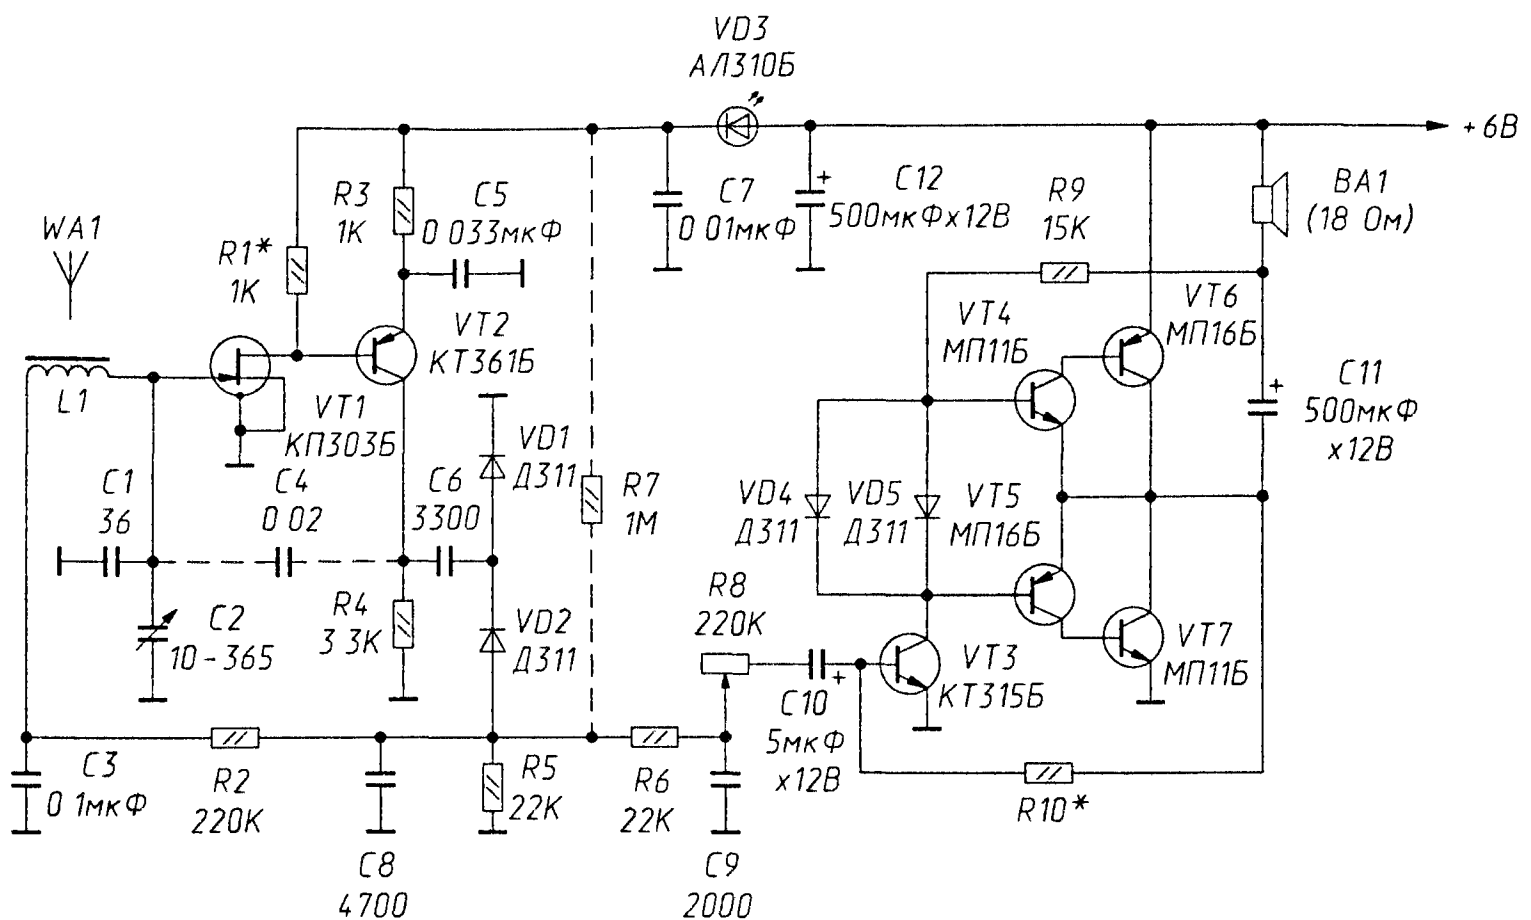 VD3
АЛ310Б
+6В
WA1
R1*
1К
R3
1К
C5
0 033мкФ
C7
0 01мкФ
C12
500мкФх12В
R9
15К
BA1
(18 Ом)
L1
VT1
КП303Б
VT2
КТ361Б
VT4
МП11Б
VT6
МП16Б
C11
500мкФ
х12В
C1
36
C4
0 02
C6
3300
VD1
Д311
R7
1М
VD4
Д311
VD5
Д311
VT5
МП16Б
C2
10-365
R4
3 3К
VD2
Д311
R8
220К
C10
5мкФ
х12В
VT3
КТ315Б
VT7
МП11Б
C3
0 1мкФ
R2
220К
R5
22К
R6
22К
R10*
C8
4700
C9
2000